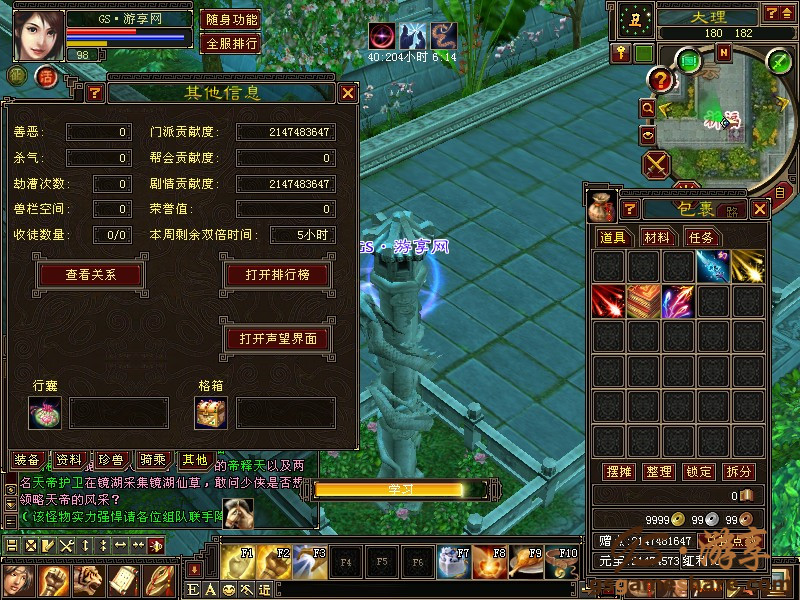 GS·游享网
98
随身功能
全服排行
40:204小时 6:14
丑
大理
180 182
N
其他信息
善恶: 0 门派贡献度: 2147483647
杀气: 0 帮会贡献度: 0
劫漕次数: 0 剧情贡献度: 2147483647
兽栏空间: 0 荣誉值: 0
收徒数量: 0/0 本周剩余双倍时间: 5小时
查看关系
打开排行榜
打开声望界面
行囊
格箱
装备 资料 珍兽 骑乘 其他
GS·游享网
包裹
道具 材料 任务
摆摊 整理 锁定 拆分
0
9999 99 99
的帝释天以及两
名天帝护卫在镜湖采集镜湖仙草，敢问少侠是否想
领略天帝的风采？
(该怪物实力强悍请各位组队联手
学习
F1 F2 F3 F4 F5 F6 F7 F8 F9 F10
E A 近